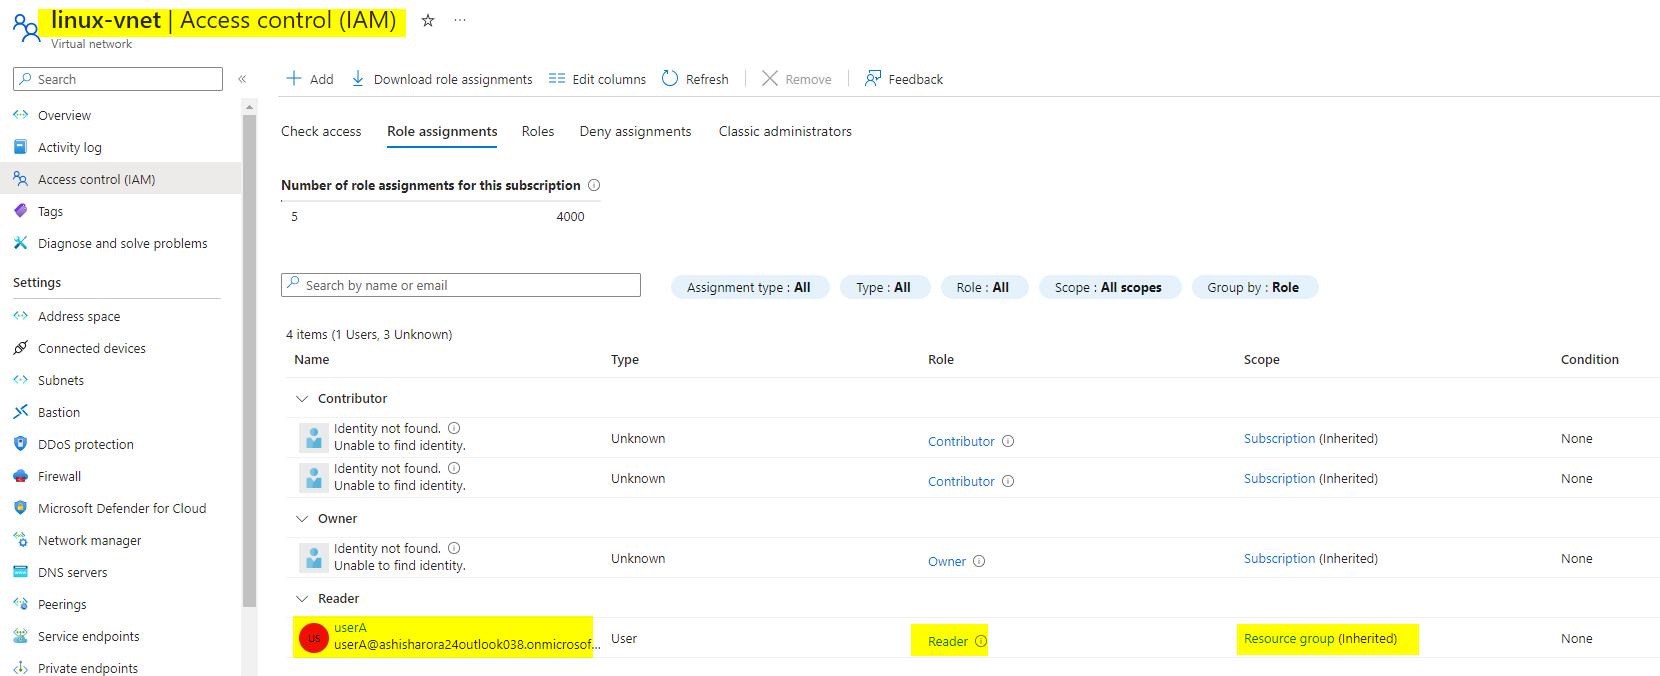 linux-vnet | Access control (IAM) ☆ ...
Virtual network
Search «
Add Download role assignments Edit columns Refresh Remove Feedback
Overview
Activity log
Access control (IAM)
Tags
Diagnose and solve problems
Settings
Address space
Connected devices
Subnets
Bastion
DDoS protection
Firewall
Microsoft Defender for Cloud
Network manager
DNS servers
Peerings
Service endpoints
Private endpoints
Check access Role assignments Roles Deny assignments Classic administrators
Number of role assignments for this subscription
5 4000
Search by name or email Assignment type : All Type : All Role : All Scope : All scopes Group by : Role
4 items (1 Users, 3 Unknown)
Name Type Role Scope Condition
Contributor
Identity not found.
Unable to find identity. Unknown Contributor Subscription (Inherited) None
Identity not found.
Unable to find identity. Unknown Contributor Subscription (Inherited) None
Owner
Identity not found.
Unable to find identity. Unknown Owner Subscription (Inherited) None
Reader
US userA
userA@ashisharora24outlook038.onmicrosof... User Reader Resource group (Inherited) None